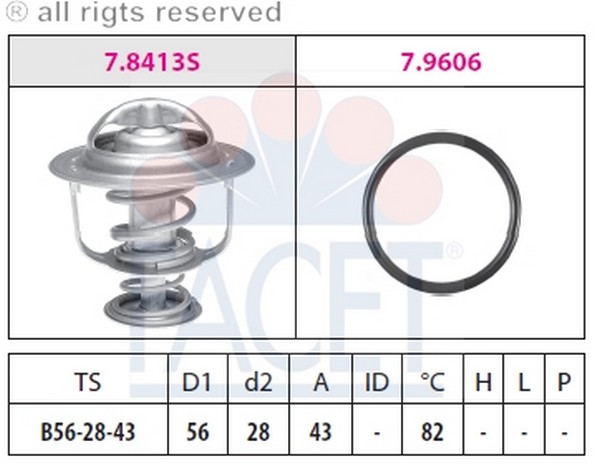 ® all rigts reserved
7.8413S 7.9606
FACET®
TS D1 d2 A ID °C H L P
B56-28-43 56 28 43 - 82 - - -